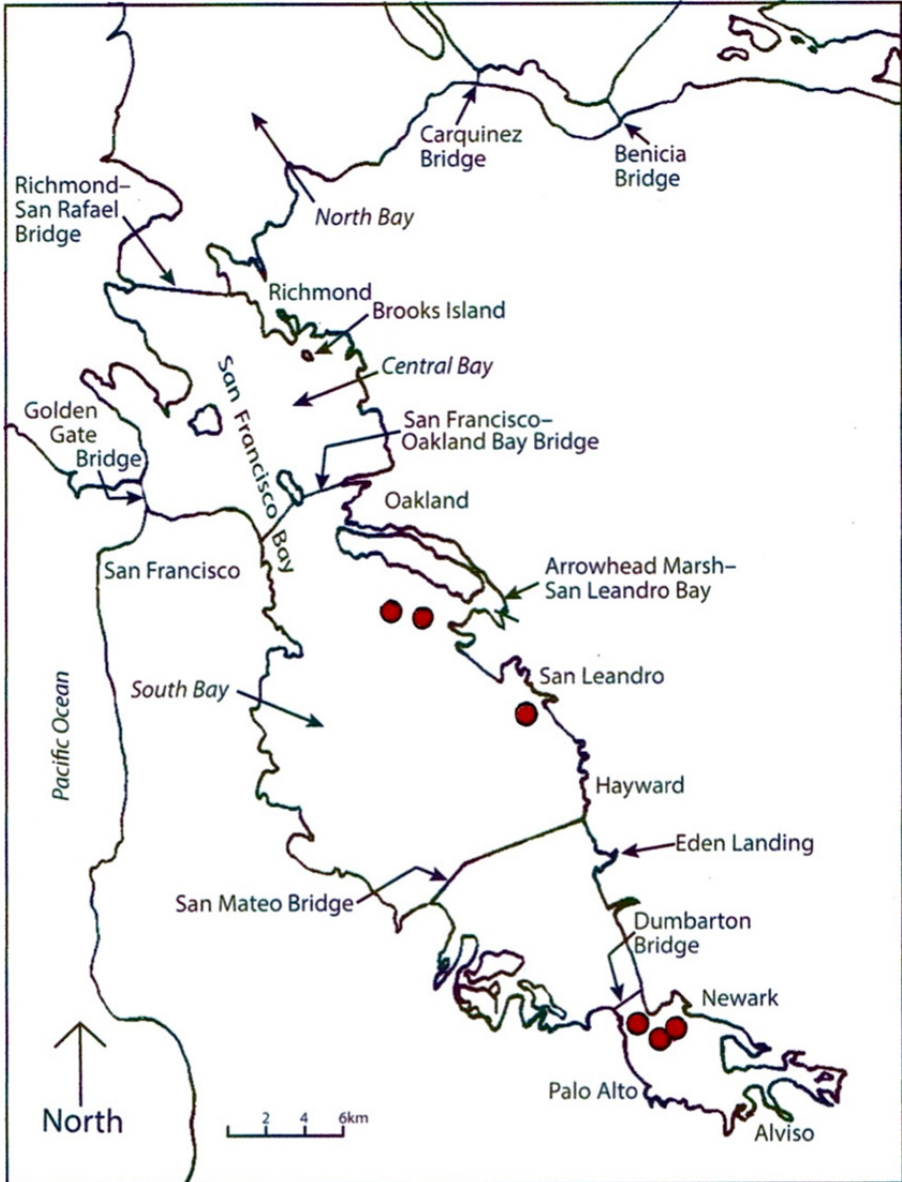 Carquinez
Bridge
Benicia
Bridge
Richmond–
San Rafael
Bridge
North Bay
Richmond
Brooks Island
San Francisco Bay
Central Bay
Golden
Gate
Bridge
San Francisco–
Oakland Bay Bridge
Oakland
San Francisco
Arrowhead Marsh–
San Leandro Bay
San Leandro
South Bay
Pacific Ocean
Hayward
Eden Landing
San Mateo Bridge
Dumbarton
Bridge
Newark
Palo Alto
North
2 4 6km
Alviso